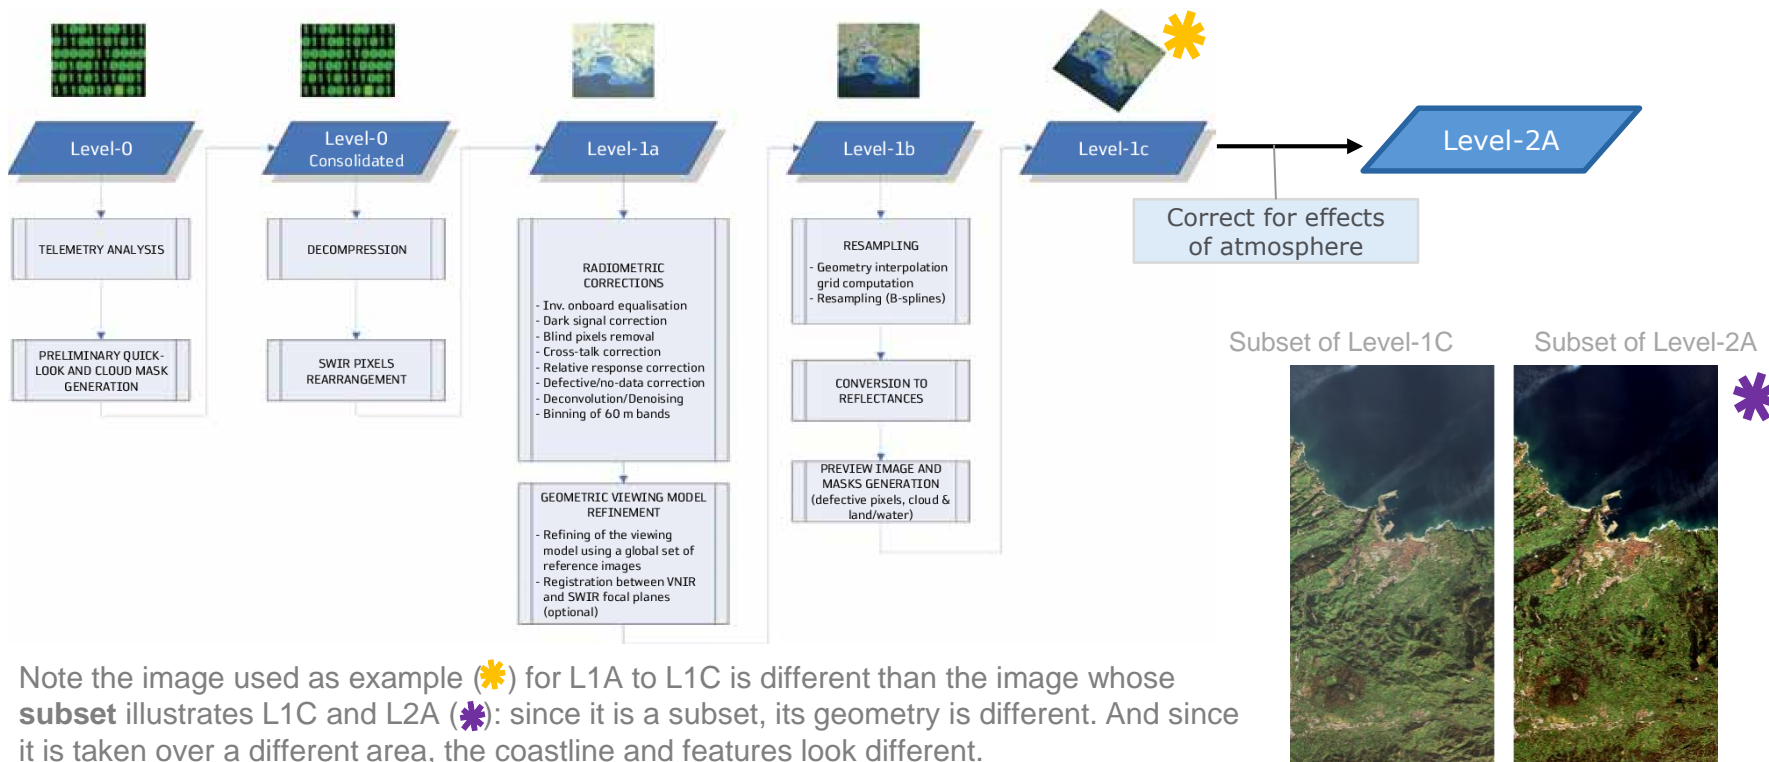 Level-0
Level-0
Consolidated
Level-1a
Level-1b
Level-1c
Level-2A
Correct for effects
of atmosphere
TELEMETRY ANALYSIS
PRELIMINARY QUICK-
LOOK AND CLOUD MASK
GENERATION
DECOMPRESSION
SWIR PIXELS
REARRANGEMENT
RADIOMETRIC
CORRECTIONS
- Inv. onboard equalisation
- Dark signal correction
- Blind pixels removal
- Cross-talk correction
- Relative response correction
- Defective/no-data correction
- Deconvolution/Denoising
- Binning of 60 m bands
GEOMETRIC VIEWING MODEL
REFINEMENT
- Refining of the viewing
model using a global set of
reference images
- Registration between VNIR
and SWIR focal planes
(optional)
RESAMPLING
- Geometry interpolation
grid computation
- Resampling (B-splines)
CONVERSION TO
REFLECTANCES
PREVIEW IMAGE AND
MASKS GENERATION
(defective pixels, cloud &
land/water)
Subset of Level-1C
Subset of Level-2A
Note the image used as example (✱) for L1A to L1C is different than the image whose
subset illustrates L1C and L2A (✱): since it is a subset, its geometry is different. And since
it is taken over a different area, the coastline and features look different.